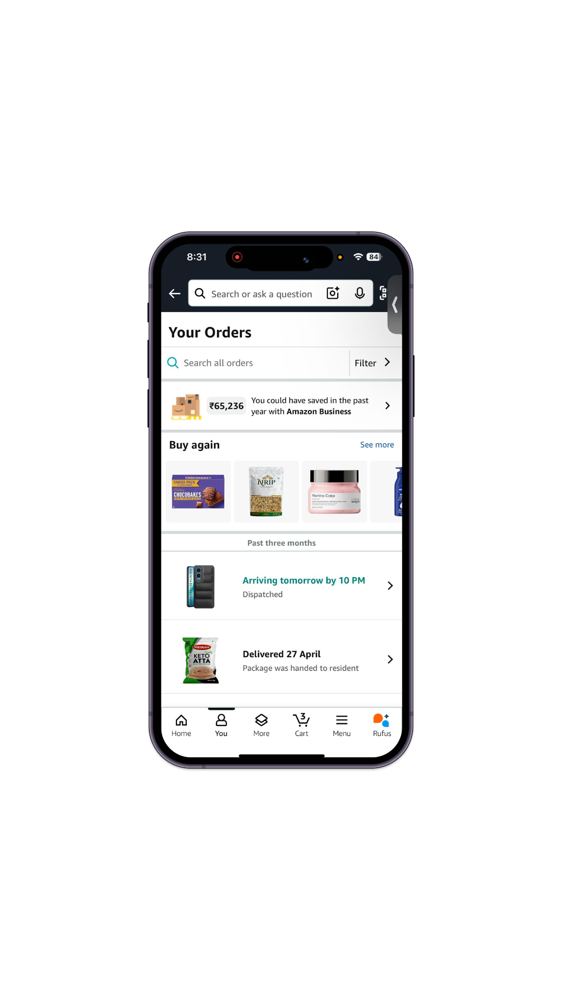 8:31
84
Search or ask a question
Your Orders
Search all orders
Filter
₹65,236
You could have saved in the past
year with Amazon Business
Buy again
See more
CHOCOBAKES
FAMILY PACK
Cadbury
CHOCOBAKES
NRIP
Vitamino Color
Past three months
Arriving tomorrow by 10 PM
Dispatched
NutroActive
KETO
ATTA
Delivered 27 April
Package was handed to resident
Home
You
More
3
Cart
Menu
Rufus